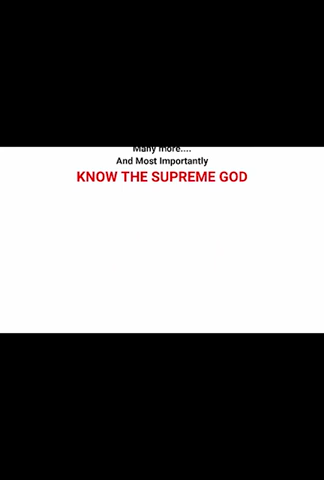 Many more....
And Most Importantly
KNOW THE SUPREME GOD